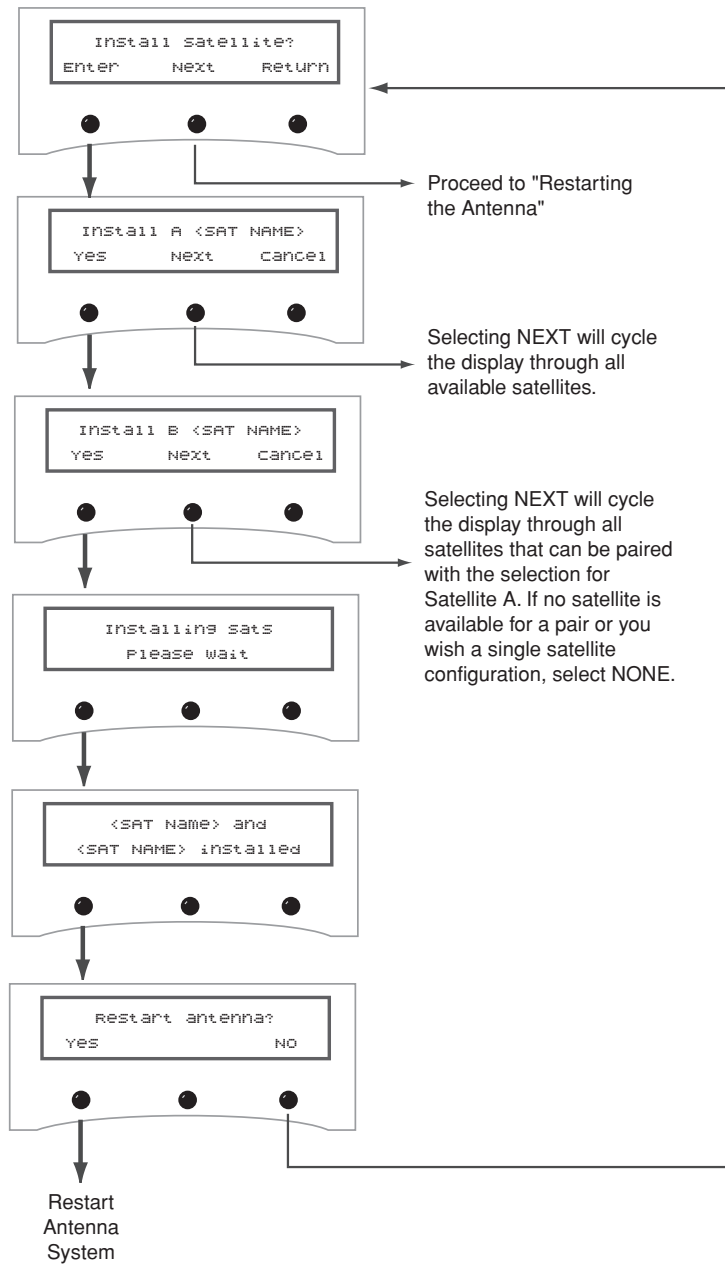 Install Satellite?
Enter Next Return
Proceed to "Restarting
the Antenna"
Install A <SAT NAME>
Yes Next Cancel
Selecting NEXT will cycle
the display through all
available satellites.
Install B <SAT NAME>
Yes Next Cancel
Selecting NEXT will cycle
the display through all
satellites that can be paired
with the selection for
Satellite A. If no satellite is
available for a pair or you
wish a single satellite
configuration, select NONE.
Installing Sats
Please Wait
<SAT Name> and
<SAT NAME> installed
Restart antenna?
Yes No
Restart
Antenna
System